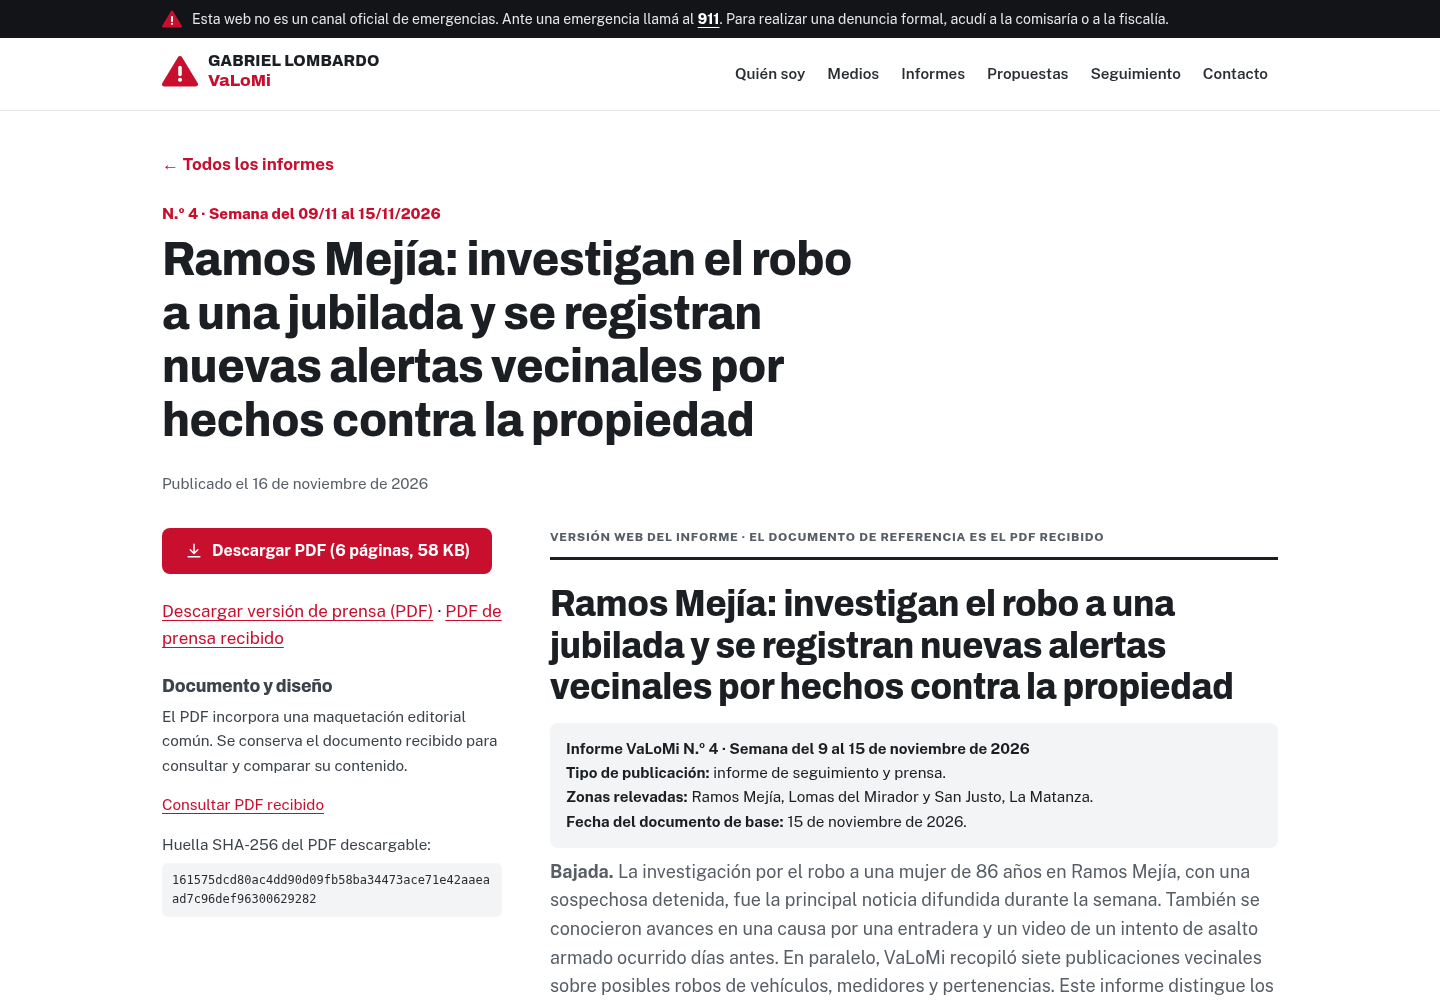 Esta web no es un canal oficial de emergencias. Ante una emergencia llamá al 911. Para realizar una denuncia formal, acudí a la comisaría o a la fiscalía.
GABRIEL LOMBARDO
VaLoMi
Quién soy Medios Informes Propuestas Seguimiento Contacto
← Todos los informes
N.º 4 · Semana del 09/11 al 15/11/2026
Ramos Mejía: investigan el robo
a una jubilada y se registran
nuevas alertas vecinales por
hechos contra la propiedad
Publicado el 16 de noviembre de 2026
Descargar PDF (6 páginas, 58 KB)
Descargar versión de prensa (PDF) · PDF de
prensa recibido
Documento y diseño
El PDF incorpora una maquetación editorial
común. Se conserva el documento recibido para
consultar y comparar su contenido.
Consultar PDF recibido
Huella SHA-256 del PDF descargable:
161575dcd80ac4dd90d09fb58ba34473ace71e42aaea
ad7c96def96300629282
VERSIÓN WEB DEL INFORME · EL DOCUMENTO DE REFERENCIA ES EL PDF RECIBIDO
Ramos Mejía: investigan el robo a una
jubilada y se registran nuevas alertas
vecinales por hechos contra la propiedad
Informe VaLoMi N.º 4 · Semana del 9 al 15 de noviembre de 2026
Tipo de publicación: informe de seguimiento y prensa.
Zonas relevadas: Ramos Mejía, Lomas del Mirador y San Justo, La Matanza.
Fecha del documento de base: 15 de noviembre de 2026.
Bajada. La investigación por el robo a una mujer de 86 años en Ramos Mejía, con una
sospechosa detenida, fue la principal noticia difundida durante la semana. También se
conocieron avances en una causa por una entradera y un video de un intento de asalto
armado ocurrido días antes. En paralelo, VaLoMi recopiló siete publicaciones vecinales
sobre posibles robos de vehículos, medidores y pertenencias. Este informe distingue los